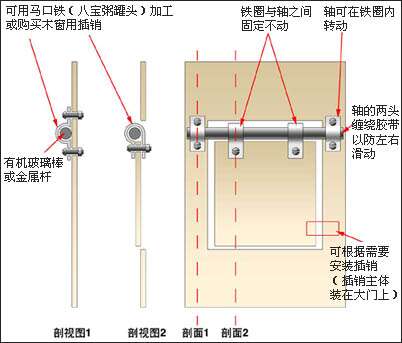 可用马口铁（八宝粥罐头）加工
或购买木窗用插销
铁圈与轴之间
固定不动
轴可在铁圈内
转动
轴的两头
缠绕胶带
以防左右
滑动
有机玻璃棒
或金属杆
可根据需要
安装插销
（插销主体
装在大门上）
剖视图1
剖视图2
剖面1
剖面2